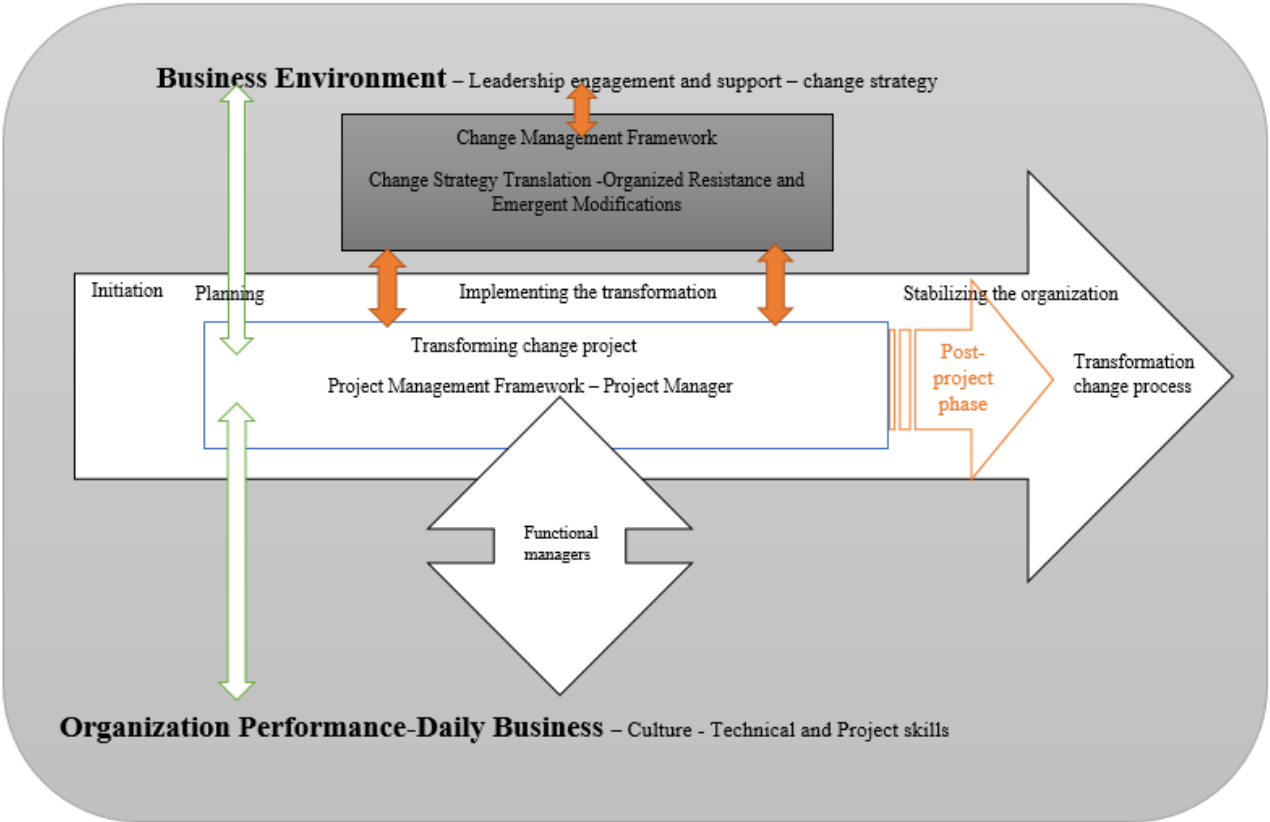 Business Environment – Leadership engagement and support – change strategy
Change Management Framework
Change Strategy Translation -Organized Resistance and
Emergent Modifications
Initiation
Planning
Implementing the transformation
Stabilizing the organization
Transforming change project
Project Management Framework – Project Manager
Post-
project
phase
Transformation
change process
Functional
managers
Organization Performance-Daily Business – Culture - Technical and Project skills